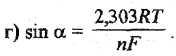 г) sin α = 2,303RT / nF .